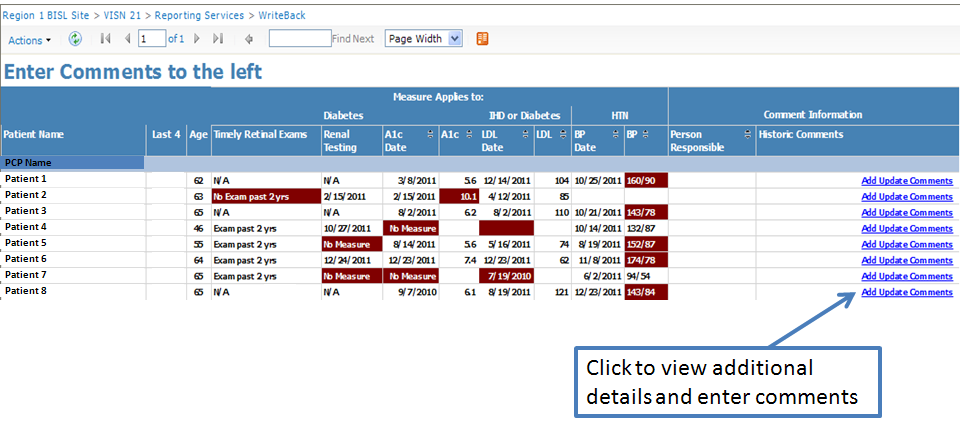 Region 1 BISL Site > VISN 21 > Reporting Services > WriteBack
Actions 1 of 1 Find Next Page Width
Enter Comments to the left
Measure Applies to:
Diabetes IHD or Diabetes HTN Comment Information
Patient Name Last 4 Age Timely Retinal Exams Renal Testing A1c Date A1c LDL Date LDL BP Date BP Person Responsible Historic Comments
PCP Name
Patient 1 62 N/A N/A 3/8/2011 5.6 12/14/2011 104 10/25/2011 160/90 Add Update Comments
Patient 2 63 No Exam past 2 yrs 2/15/2011 2/15/2011 10.1 4/12/2011 85 Add Update Comments
Patient 3 65 N/A N/A 8/2/2011 6.2 8/2/2011 110 10/21/2011 143/78 Add Update Comments
Patient 4 46 Exam past 2 yrs 10/27/2011 No Measure 10/14/2011 132/87 Add Update Comments
Patient 5 55 Exam past 2 yrs No Measure 8/14/2011 5.6 5/16/2011 74 8/19/2011 152/87 Add Update Comments
Patient 6 64 Exam past 2 yrs 12/24/2011 12/23/2011 7.4 12/23/2011 62 11/8/2011 174/78 Add Update Comments
Patient 7 65 Exam past 2 yrs No Measure No Measure 7/19/2010 6/2/2011 94/54 Add Update Comments
Patient 8 65 N/A N/A 9/7/2010 6.1 8/19/2011 121 12/23/2011 143/84 Add Update Comments
Click to view additional
details and enter comments